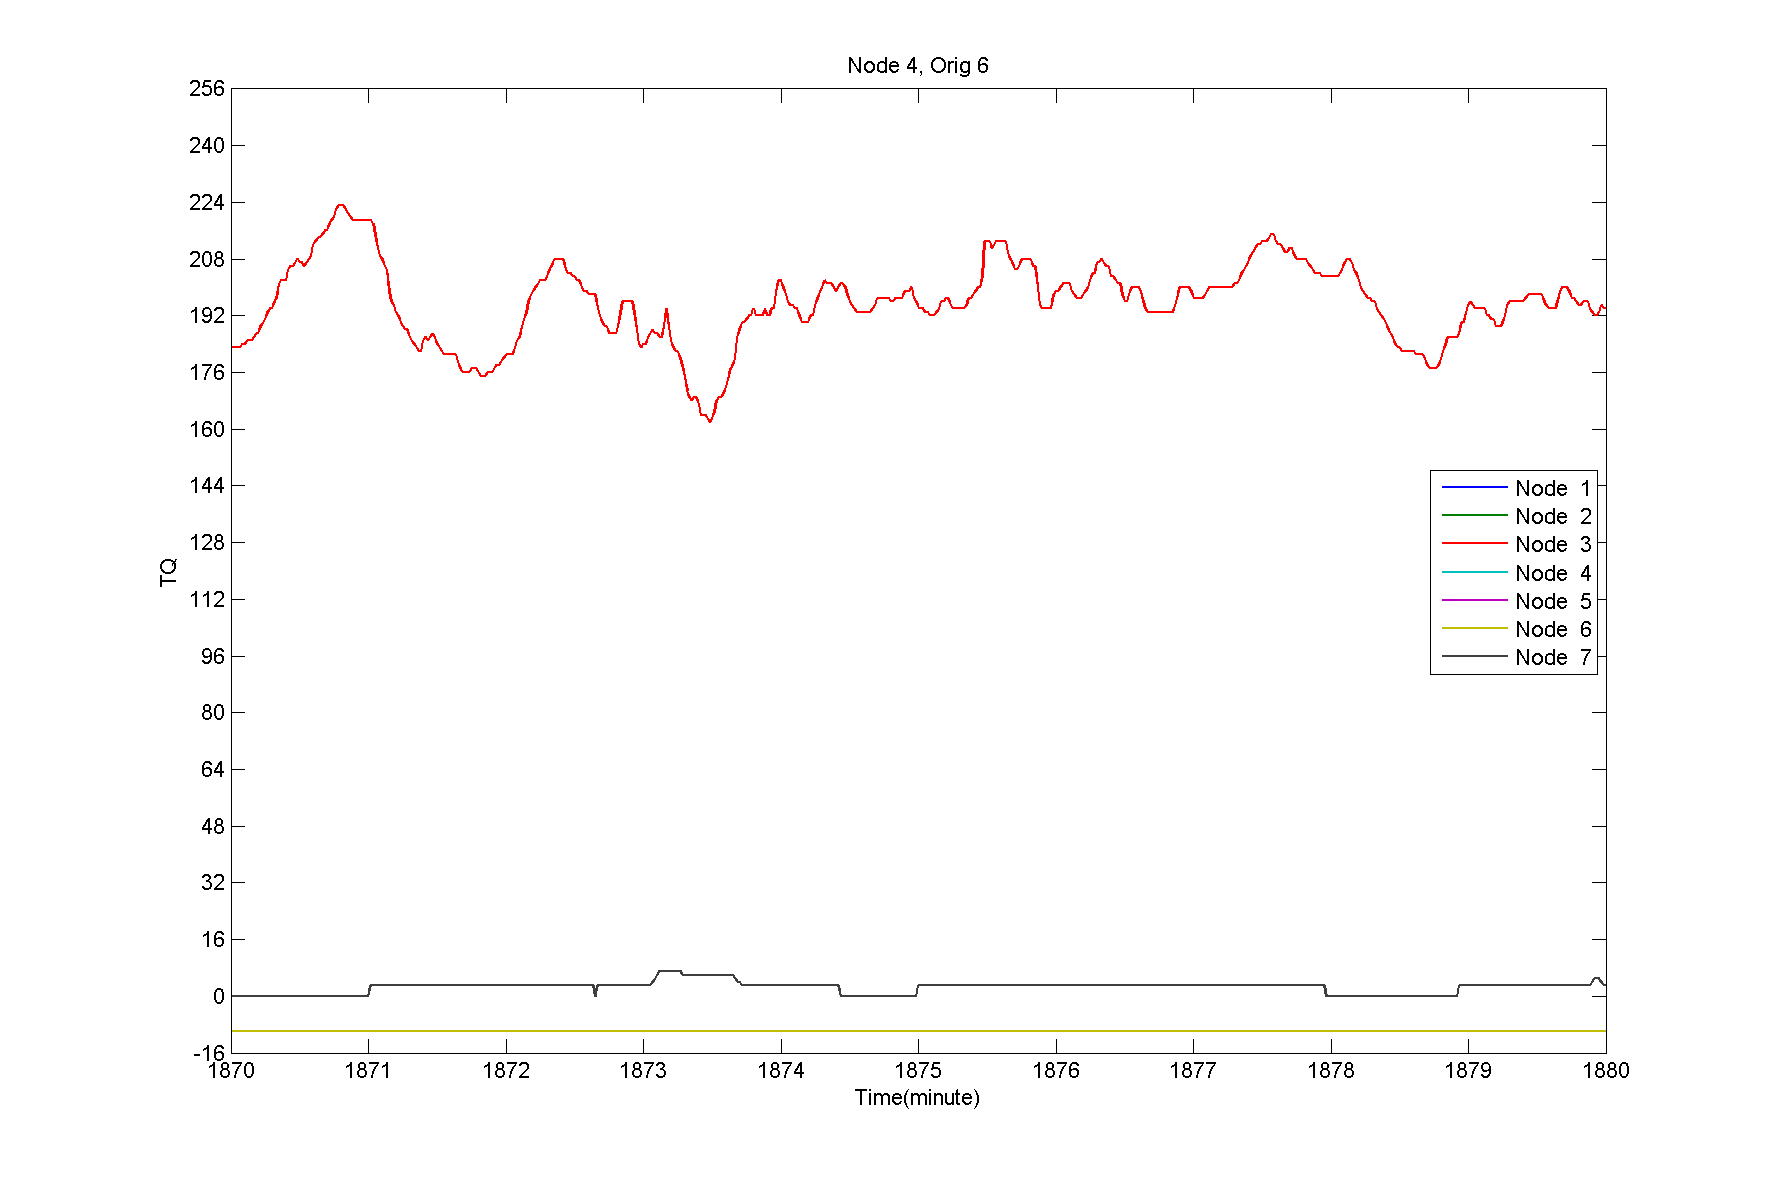 Node 4, Orig 6
256
240
224
208
192
176
160
144
128
112
96
80
64
48
32
16
0
-16
TQ
Node 1
Node 2
Node 3
Node 4
Node 5
Node 6
Node 7
1870 1871 1872 1873 1874 1875 1876 1877 1878 1879 1880
Time(minute)